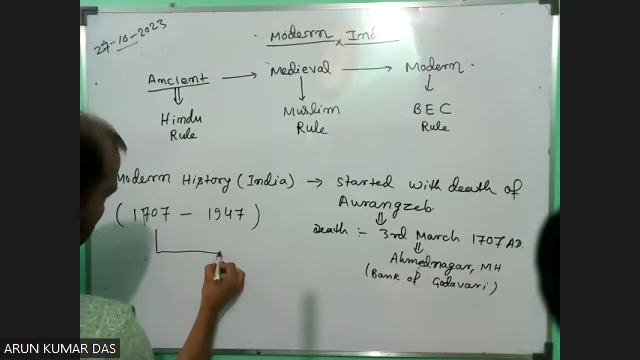 27-10-2023
Modern Ind
Ancient → Medieval → Modern
Hindu Rule
Muslim Rule
BEC Rule
Modern History (India) → started with death of
Aurangzeb
(1707 - 1947)
Death :- 3rd March 1707 AD.
Ahmednagar, MH
(Bank of Godavari)
ARUN KUMAR DAS